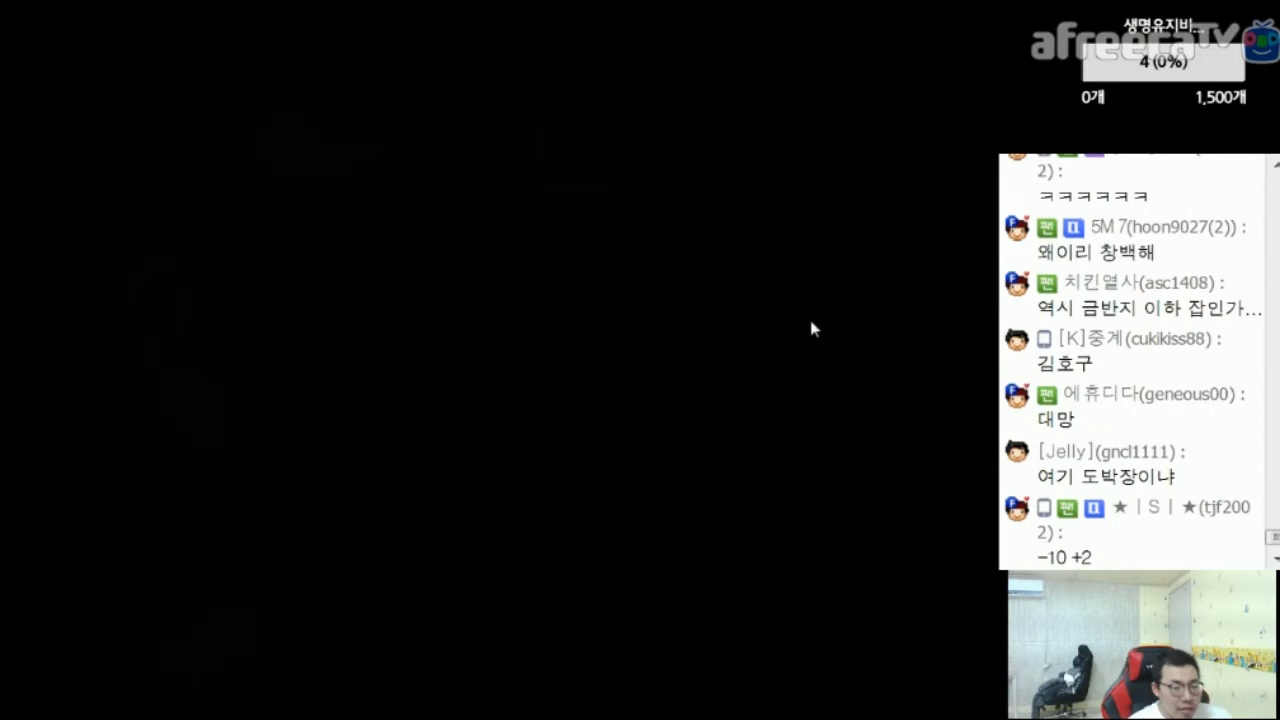 생명유지비...
afreecaTV
4 (0%)
0개 1,500개
2) :
ㅋㅋㅋㅋㅋㅋ
5M 7(hoon9027(2)) :
왜이리 창백해
치킨열사(asc1408) :
역시 금반지 이하 잡인가...
[K]중계(cukikiss88) :
김호구
에휴디다(geneous00) :
대망
[Jelly](gncl1111) :
여기 도박장이냐
★ㅣSㅣ★(tjf200
2) :
-10 +2